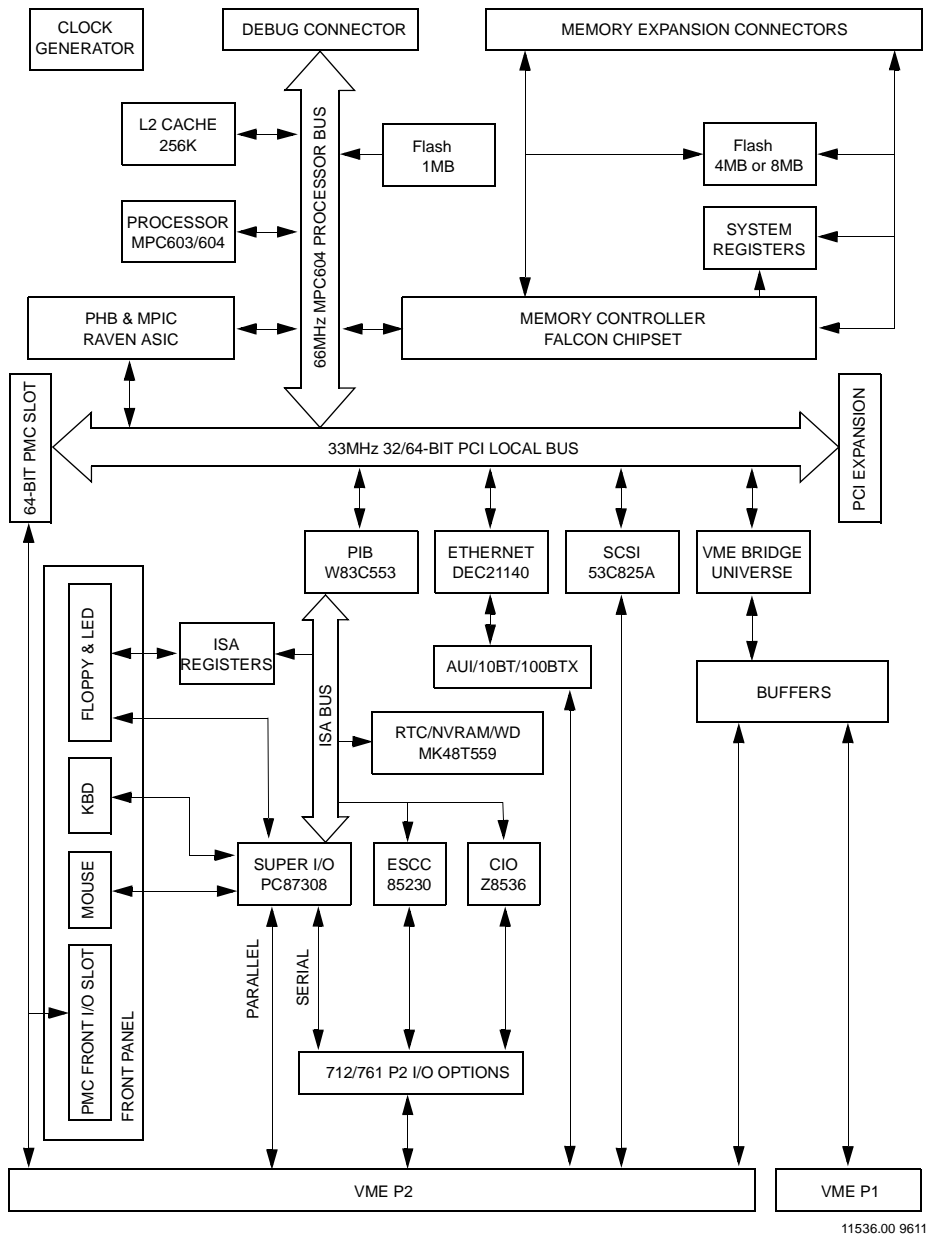 CLOCK
GENERATOR
DEBUG CONNECTOR
MEMORY EXPANSION CONNECTORS
L2 CACHE
256K
Flash
1MB
Flash
4MB or 8MB
PROCESSOR
MPC603/604
66MHz MPC604 PROCESSOR BUS
SYSTEM
REGISTERS
PHB & MPIC
RAVEN ASIC
MEMORY CONTROLLER
FALCON CHIPSET
64-BIT PMC SLOT
33MHz 32/64-BIT PCI LOCAL BUS
PCI EXPANSION
PIB
W83C553
ETHERNET
DEC21140
SCSI
53C825A
VME BRIDGE
UNIVERSE
FLOPPY & LED
ISA
REGISTERS
ISA BUS
AUI/10BT/100BTX
BUFFERS
RTC/NVRAM/WD
MK48T559
KBD
MOUSE
SUPER I/O
PC87308
ESCC
85230
CIO
Z8536
PARALLEL
SERIAL
PMC FRONT I/O SLOT
FRONT PANEL
712/761 P2 I/O OPTIONS
VME P2
VME P1
11536.00 9611